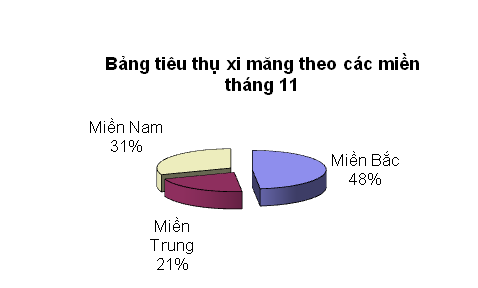 Bảng tiêu thụ xi măng theo các miền
tháng 11
Miền Nam
31%
Miền Bắc
48%
Miền
Trung
21%